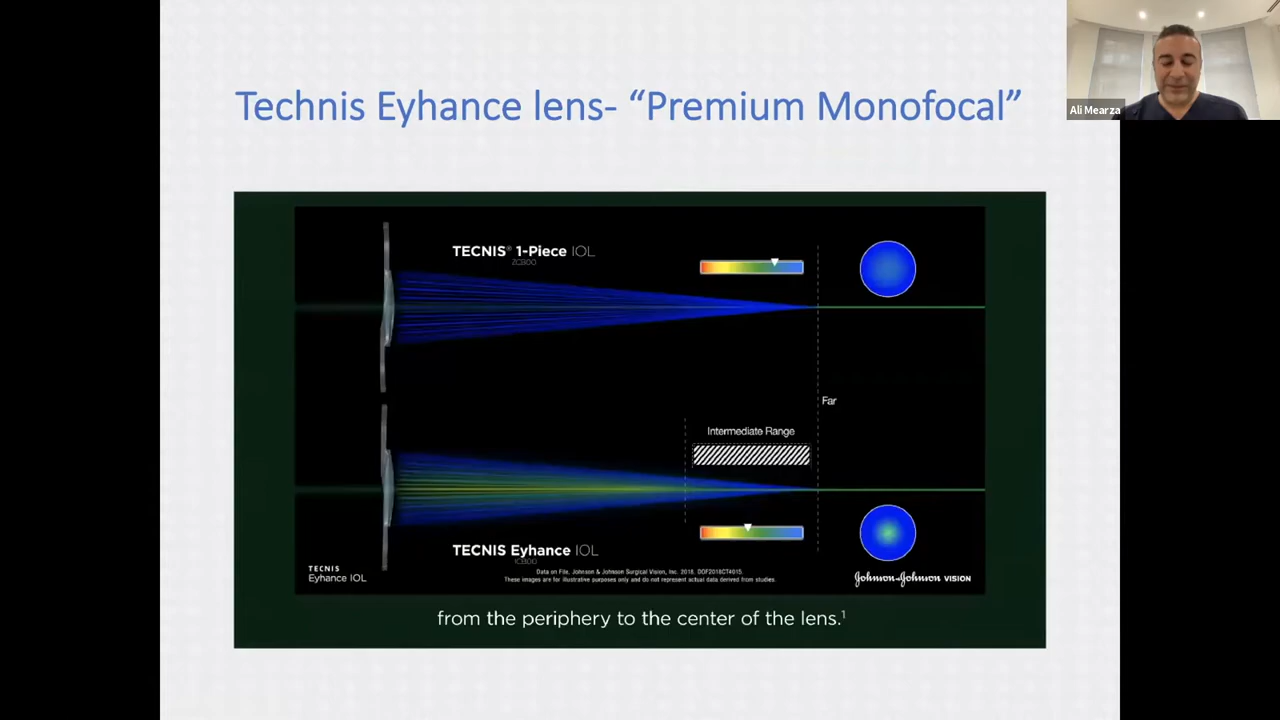 Technis Eyhance lens- “Premium Monofocal”
Ali Mearza
TECNIS® 1-Piece IOL
ZCB00
Far
Intermediate Range
TECNIS Eyhance IOL
ICB00
TECNIS
Eyhance IOL
Data on File. Johnson & Johnson Surgical Vision, Inc. 2018. DOF2018CT4015.
These images are for illustrative purposes only and do not represent actual data derived from studies.
Johnson & Johnson VISION
from the periphery to the center of the lens.¹